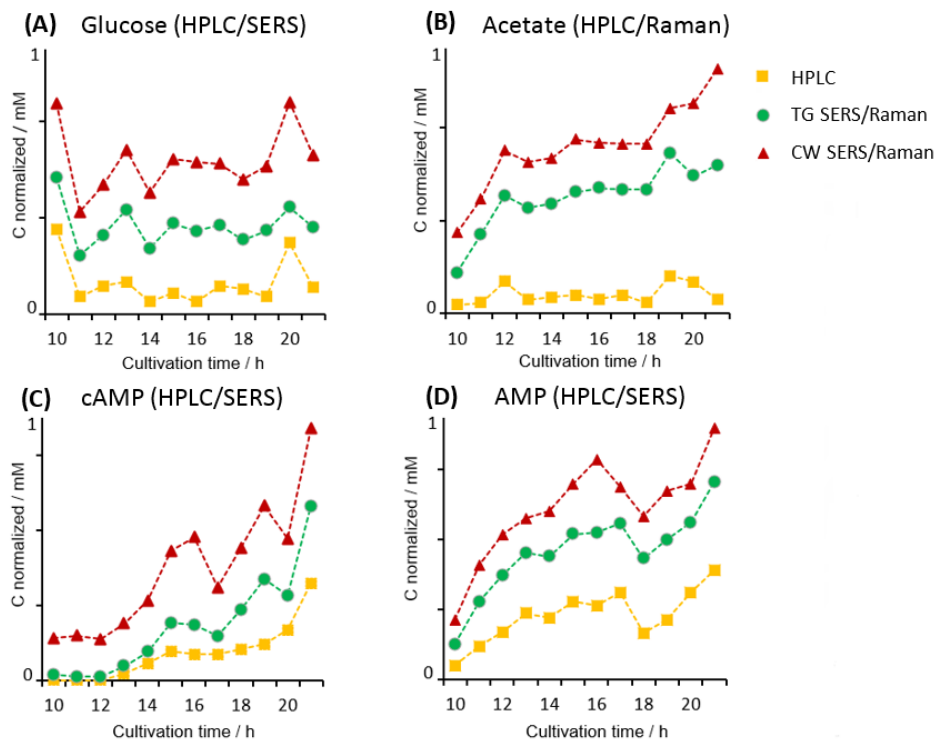 (A) Glucose (HPLC/SERS)
1
C normalized / mM
0
10 12 14 16 18 20
Cultivation time / h
(B) Acetate (HPLC/Raman)
1
C normalized / mM
0
10 12 14 16 18 20
Cultivation time / h
HPLC
TG SERS/Raman
CW SERS/Raman
(C) cAMP (HPLC/SERS)
1
C normalized / mM
0
10 12 14 16 18 20
Cultivation time / h
(D) AMP (HPLC/SERS)
1
C normalized / mM
0
10 12 14 16 18 20
Cultivation time / h